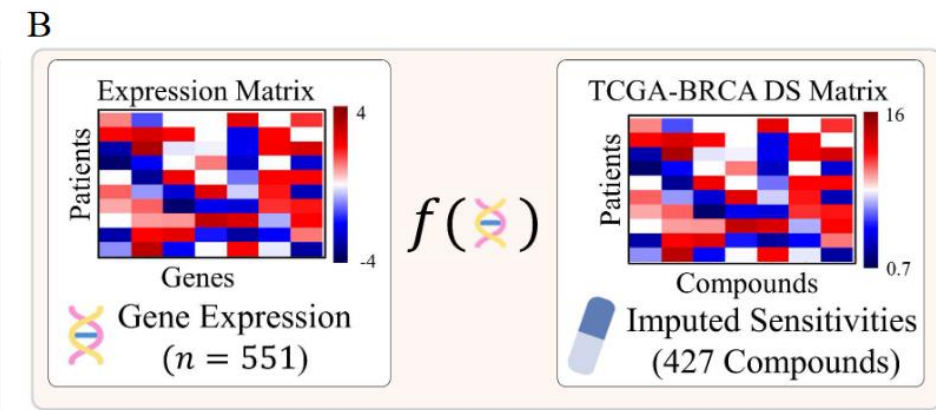 B
Expression Matrix
4
Patients
-4
Genes
Gene Expression
(n = 551)
f( )
TCGA-BRCA DS Matrix
16
Patients
0.7
Compounds
Imputed Sensitivities
(427 Compounds)